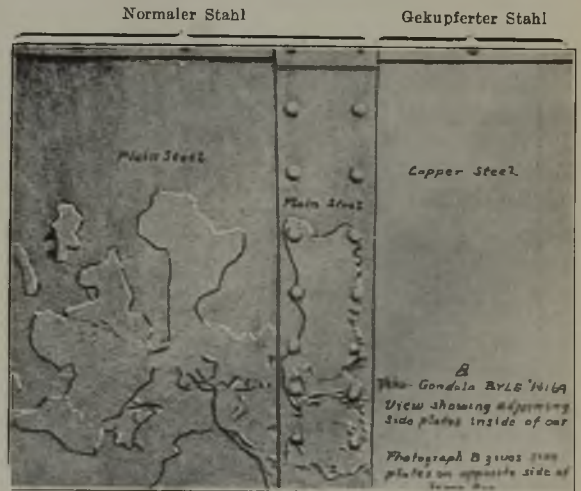 Normaler Stahl
Gekupferter Stahl
Plain Steel
Plain Steel
Copper Steel
B
Gondola
View showing
Side plates inside of car
Photograph B gives
plates on opposite side of